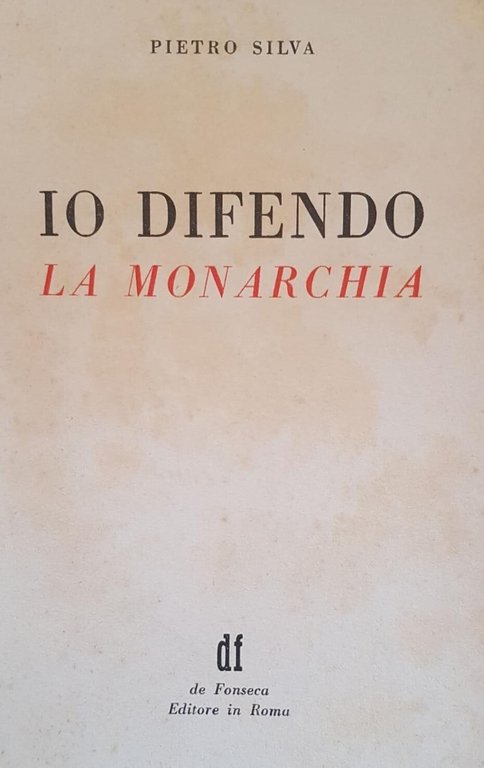 PIETRO SILVA
IO DIFENDO
LA MONARCHIA
df
de Fonseca
Editore in Roma